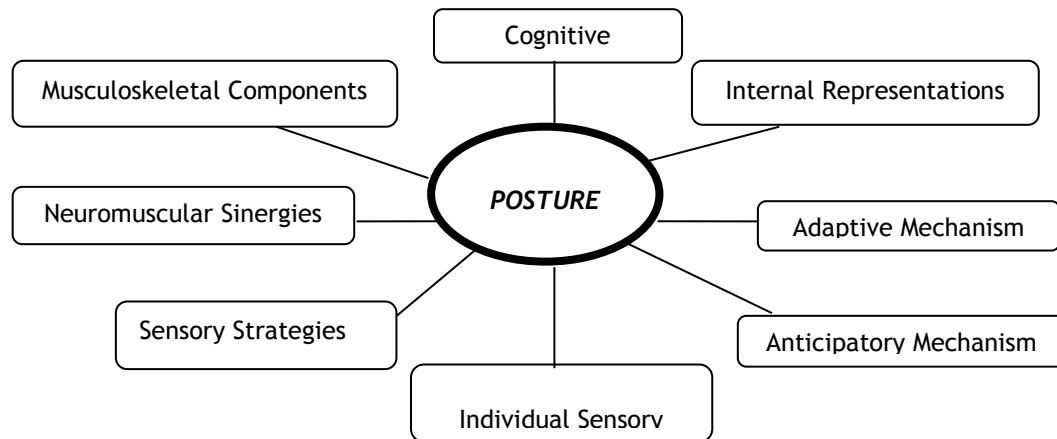 Cognitive
Musculoskeletal Components
Internal Representations
POSTURE
Neuromuscular Sinergies
Adaptive Mechanism
Sensory Strategies
Anticipatory Mechanism
Individual Sensory